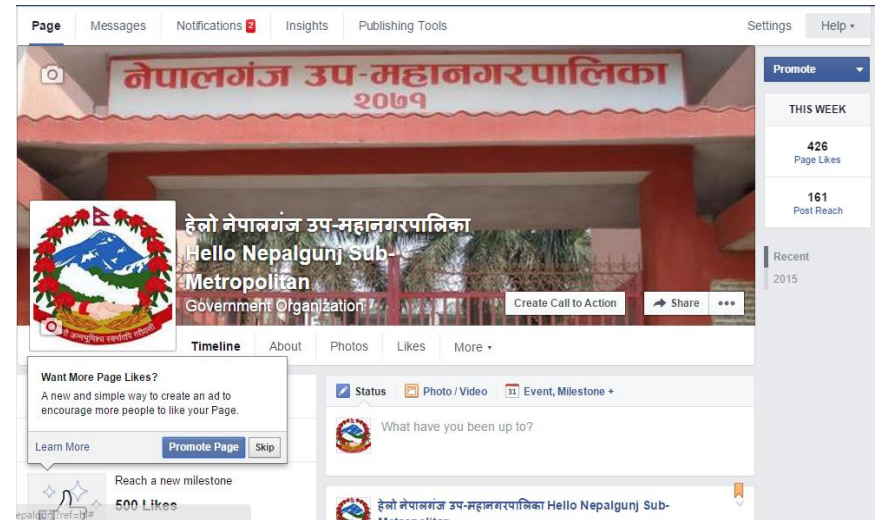 Page Messages Notifications 2 Insights Publishing Tools Settings Help
नेपालगंज उप-महानगरपालिका
२०७१
Promote
THIS WEEK
426
Page Likes
161
Post Reach
Recent
2015
हेलो नेपालगंज उप-महानगरपालिका
Hello Nepalgunj Sub-
Metropolitan
Government Organization
Create Call to Action Share
Timeline About Photos Likes More
Want More Page Likes?
A new and simple way to create an ad to
encourage more people to like your Page.
Learn More Promote Page Skip
Reach a new milestone
500 Likes
Status Photo / Video 31 Event, Milestone +
What have you been up to?
हेलो नेपालगंज उप-महानगरपालिका Hello Nepalgunj Sub-
Metropolitan